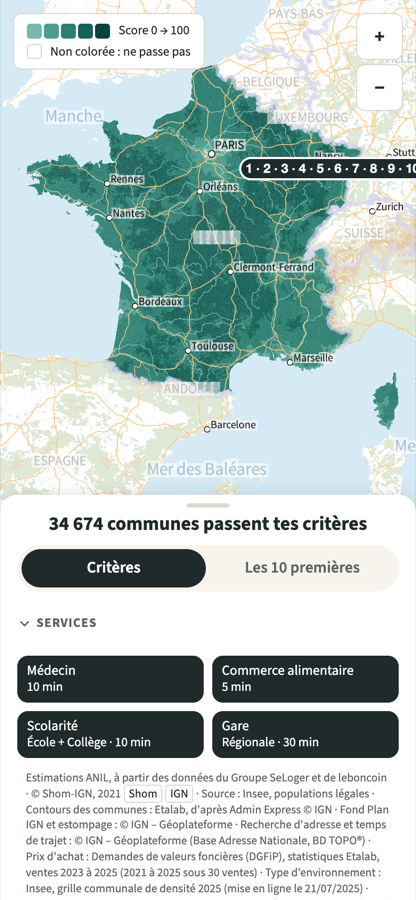 Score 0 → 100
Non colorée : ne passe pas
+
−
PAYS-BAS
BELGIQUE
LUXEMBOURG
Manche
PARIS
Nancy
Stutt
1 · 2 · 3 · 4 · 5 · 6 · 7 · 8 · 9 · 10
Rennes
Orléans
Nantes
Zurich
SUISSE
Clermont-Ferrand
Bordeaux
Toulouse
Marseille
ANDORRE
Barcelone
ESPAGNE
Mer des Baléares
Me
34 674 communes passent tes critères
Critères
Les 10 premières
SERVICES
Médecin
10 min
Commerce alimentaire
5 min
Scolarité
École + Collège · 10 min
Gare
Régionale · 30 min
Estimations ANIL, à partir des données du Groupe SeLoger et de leboncoin
· © Shom-IGN, 2021 Shom IGN · Source : Insee, populations légales ·
Contours des communes : Etalab, d'après Admin Express © IGN · Fond Plan
IGN et estompage : © IGN – Géoplateforme · Recherche d'adresse et temps
de trajet : © IGN – Géoplateforme (Base Adresse Nationale, BD TOPO®) ·
Prix d'achat : Demandes de valeurs foncières (DGFiP), statistiques Etalab,
ventes 2023 à 2025 (2021 à 2025 sous 30 ventes) · Type d'environnement :
Insee, grille communale de densité 2025 (mise en ligne le 21/07/2025) ·